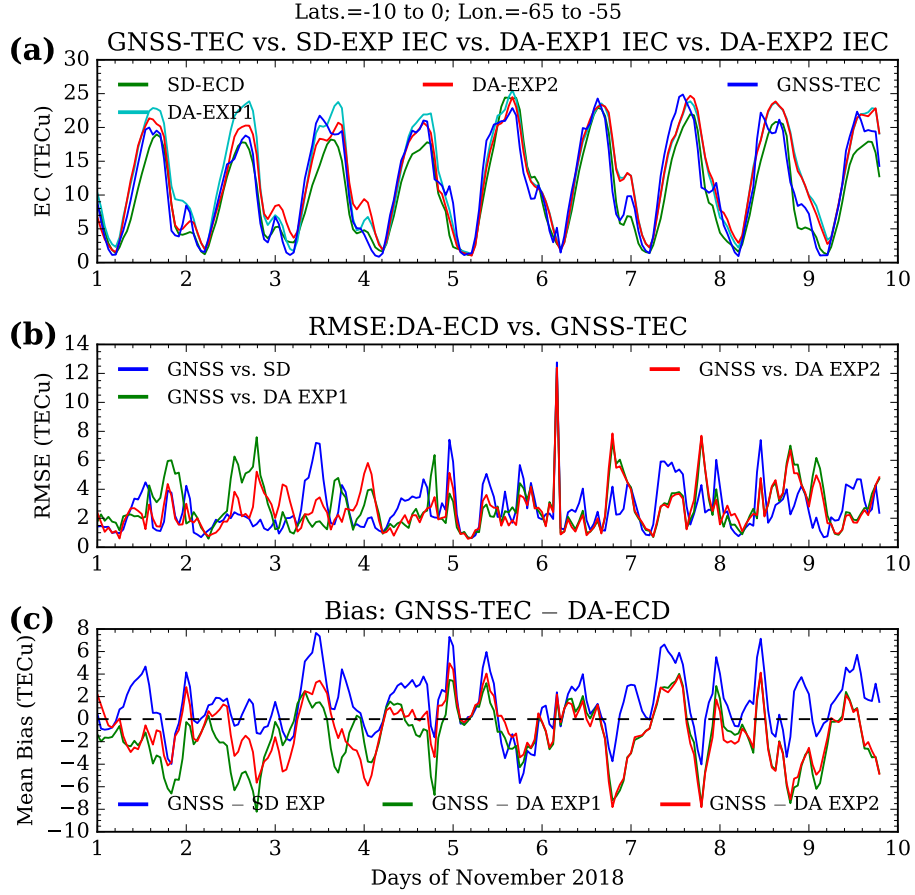 Lats.=-10 to 0; Lon.=-65 to -55
(a)
GNSS-TEC vs. SD-EXP IEC vs. DA-EXP1 IEC vs. DA-EXP2 IEC
30
25
20
15
10
5
0
EC (TECu)
SD-ECD
DA-EXP2
GNSS-TEC
DA-EXP1
1 2 3 4 5 6 7 8 9 10
(b)
RMSE:DA-ECD vs. GNSS-TEC
14
12
10
8
6
4
2
0
RMSE (TECu)
GNSS vs. SD
GNSS vs. DA EXP2
GNSS vs. DA EXP1
1 2 3 4 5 6 7 8 9 10
(c)
Bias: GNSS-TEC − DA-ECD
8
6
4
2
0
−2
−4
−6
−8
−10
Mean Bias (TECu)
GNSS − SD EXP
GNSS − DA EXP1
GNSS − DA EXP2
1 2 3 4 5 6 7 8 9 10
Days of November 2018